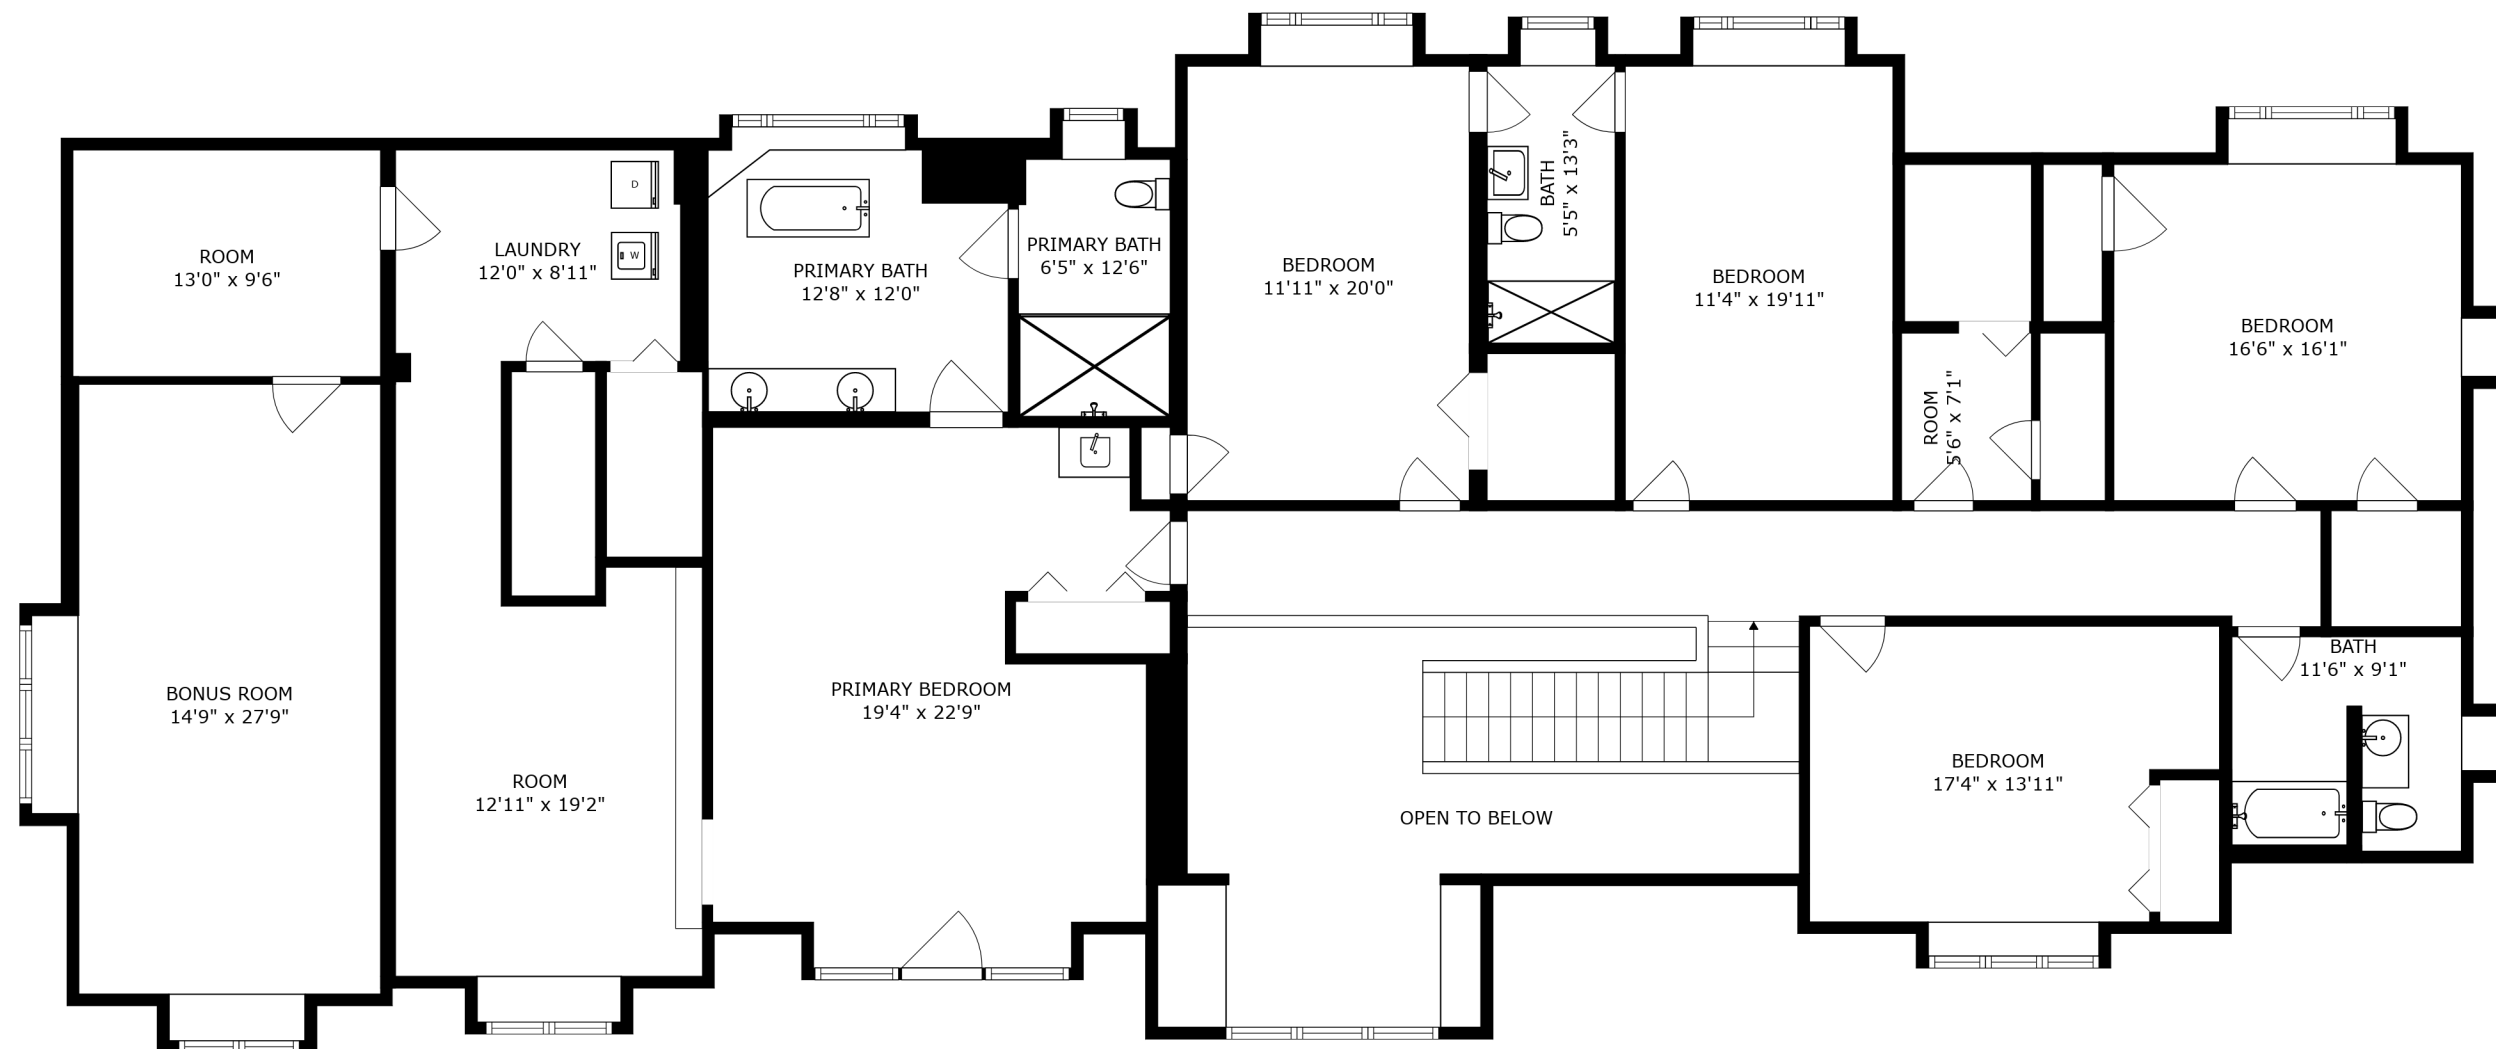 ROOM
13'0" x 9'6"
LAUNDRY
12'0" x 8'11"
D
W
PRIMARY BATH
12'8" x 12'0"
PRIMARY BATH
6'5" x 12'6"
BEDROOM
11'11" x 20'0"
BATH
5'5" x 13'3"
BEDROOM
11'4" x 19'11"
ROOM
5'6" x 7'1"
BEDROOM
16'6" x 16'1"
BONUS ROOM
14'9" x 27'9"
ROOM
12'11" x 19'2"
PRIMARY BEDROOM
19'4" x 22'9"
OPEN TO BELOW
BEDROOM
17'4" x 13'11"
BATH
11'6" x 9'1"